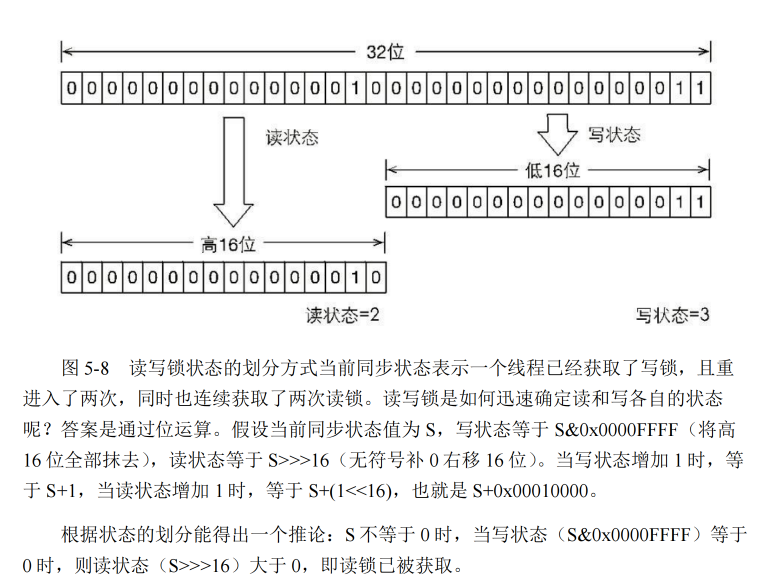 32位
0 0 0 0 0 0 0 0 0 0 0 0 0 0 1 0 0 0 0 0 0 0 0 0 0 0 0 0 0 0 1 1
读状态
写状态
低16位
0 0 0 0 0 0 0 0 0 0 0 0 0 0 1 1
高16位
0 0 0 0 0 0 0 0 0 0 0 0 0 0 1 0
读状态=2
写状态=3
图 5-8 读写锁状态的划分方式当前同步状态表示一个线程已经获取了写锁，且重
进入了两次，同时也连续获取了两次读锁。读写锁是如何迅速确定读和写各自的状态
呢？答案是通过位运算。假设当前同步状态值为 S，写状态等于 S&0x0000FFFF（将高
16 位全部抹去），读状态等于 S>>>16（无符号补 0 右移 16 位）。当写状态增加 1 时，等
于 S+1，当读状态增加 1 时，等于 S+(1<<16)，也就是 S+0x00010000。
根据状态的划分能得出一个推论：S 不等于 0 时，当写状态（S&0x0000FFFF）等于
0 时，则读状态（S>>>16）大于 0，即读锁已被获取。